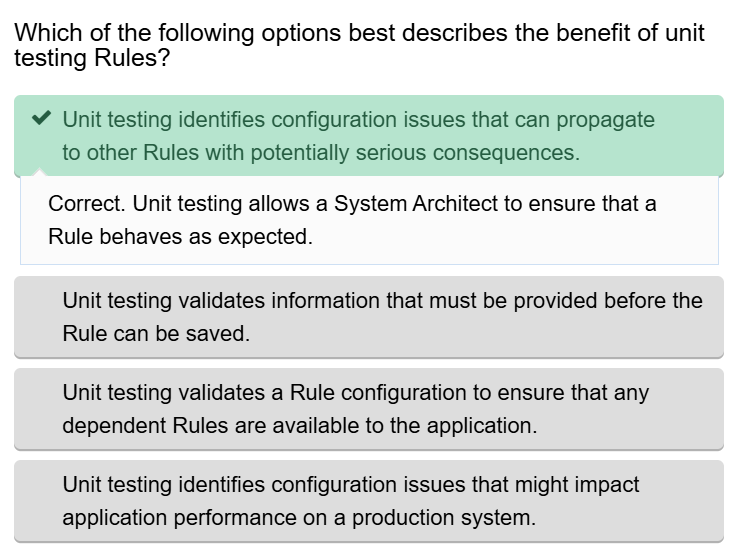 Which of the following options best describes the benefit of unit
testing Rules?
Unit testing identifies configuration issues that can propagate
to other Rules with potentially serious consequences.
Correct. Unit testing allows a System Architect to ensure that a
Rule behaves as expected.
Unit testing validates information that must be provided before the
Rule can be saved.
Unit testing validates a Rule configuration to ensure that any
dependent Rules are available to the application.
Unit testing identifies configuration issues that might impact
application performance on a production system.